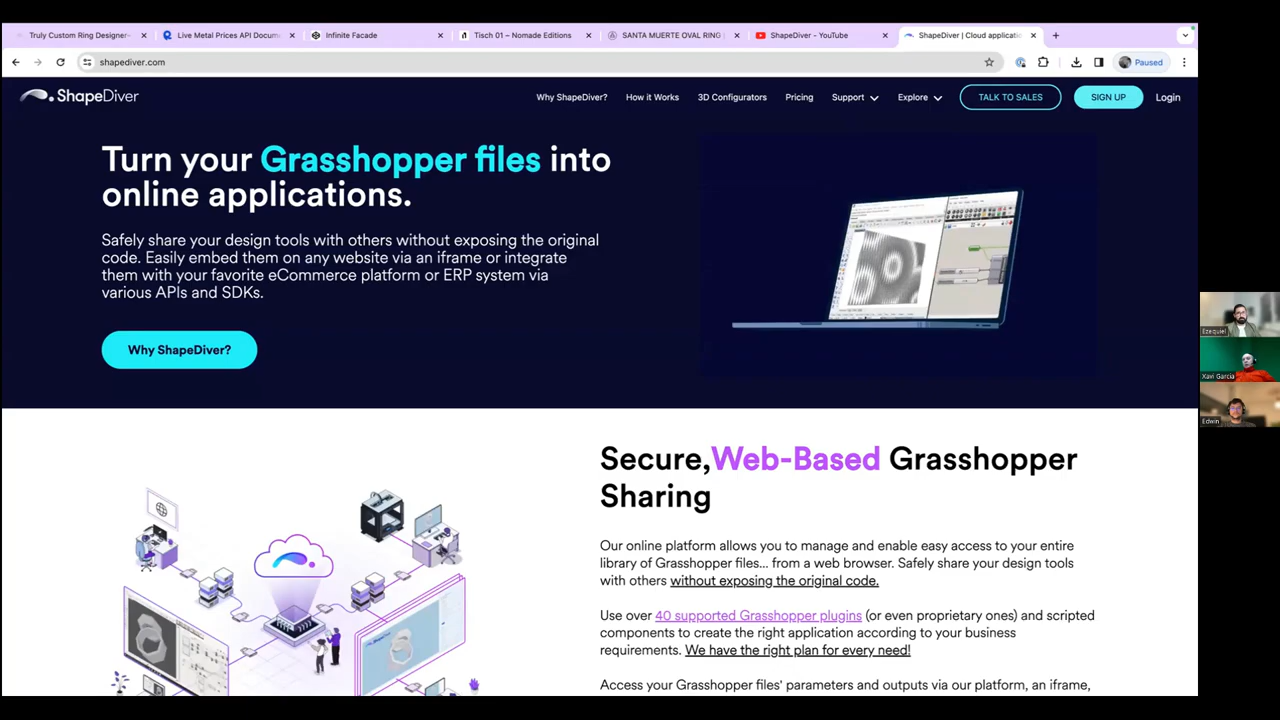 Truly Custom Ring Designer-
Live Metal Prices API Docum
Infinite Facade
Tisch 01 – Nomade Editions
SANTA MUERTE OVAL RING
ShapeDiver - YouTube
ShapeDiver | Cloud applicatio
shapediver.com
Paused
ShapeDiver
Why ShapeDiver?
How it Works
3D Configurators
Pricing
Support
Explore
TALK TO SALES
SIGN UP
Login
Turn your Grasshopper files into
online applications.
Safely share your design tools with others without exposing the original
code. Easily embed them on any website via an iframe or integrate
them with your favorite eCommerce platform or ERP system via
various APIs and SDKs.
Why ShapeDiver?
Ezequiel
Xavi Garcia
Edwin
Secure,Web-Based Grasshopper
Sharing
Our online platform allows you to manage and enable easy access to your entire
library of Grasshopper files... from a web browser. Safely share your design tools
with others without exposing the original code.
Use over 40 supported Grasshopper plugins (or even proprietary ones) and scripted
components to create the right application according to your business
requirements. We have the right plan for every need!
Access your Grasshopper files' parameters and outputs via our platform, an iframe,